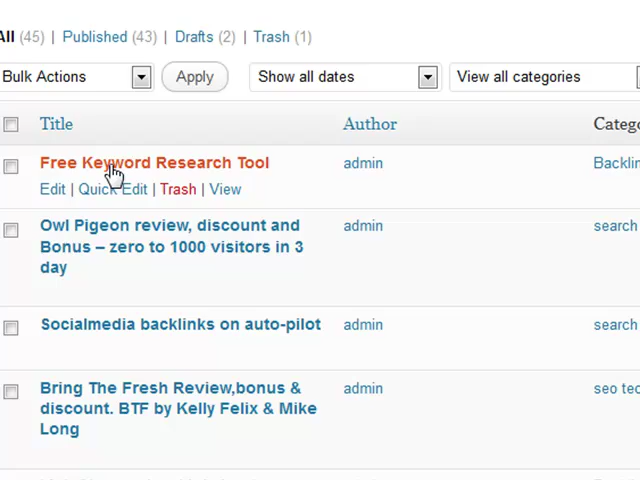 All (45) | Published (43) | Drafts (2) | Trash (1)
Bulk Actions Apply Show all dates View all categories
Title Author
Free Keyword Research Tool admin
Edit | Quick Edit | Trash | View
Owl Pigeon review, discount and admin search
Bonus – zero to 1000 visitors in 3
day
Socialmedia backlinks on auto-pilot admin search
Bring The Fresh Review,bonus & admin seo
discount. BTF by Kelly Felix & Mike
Long